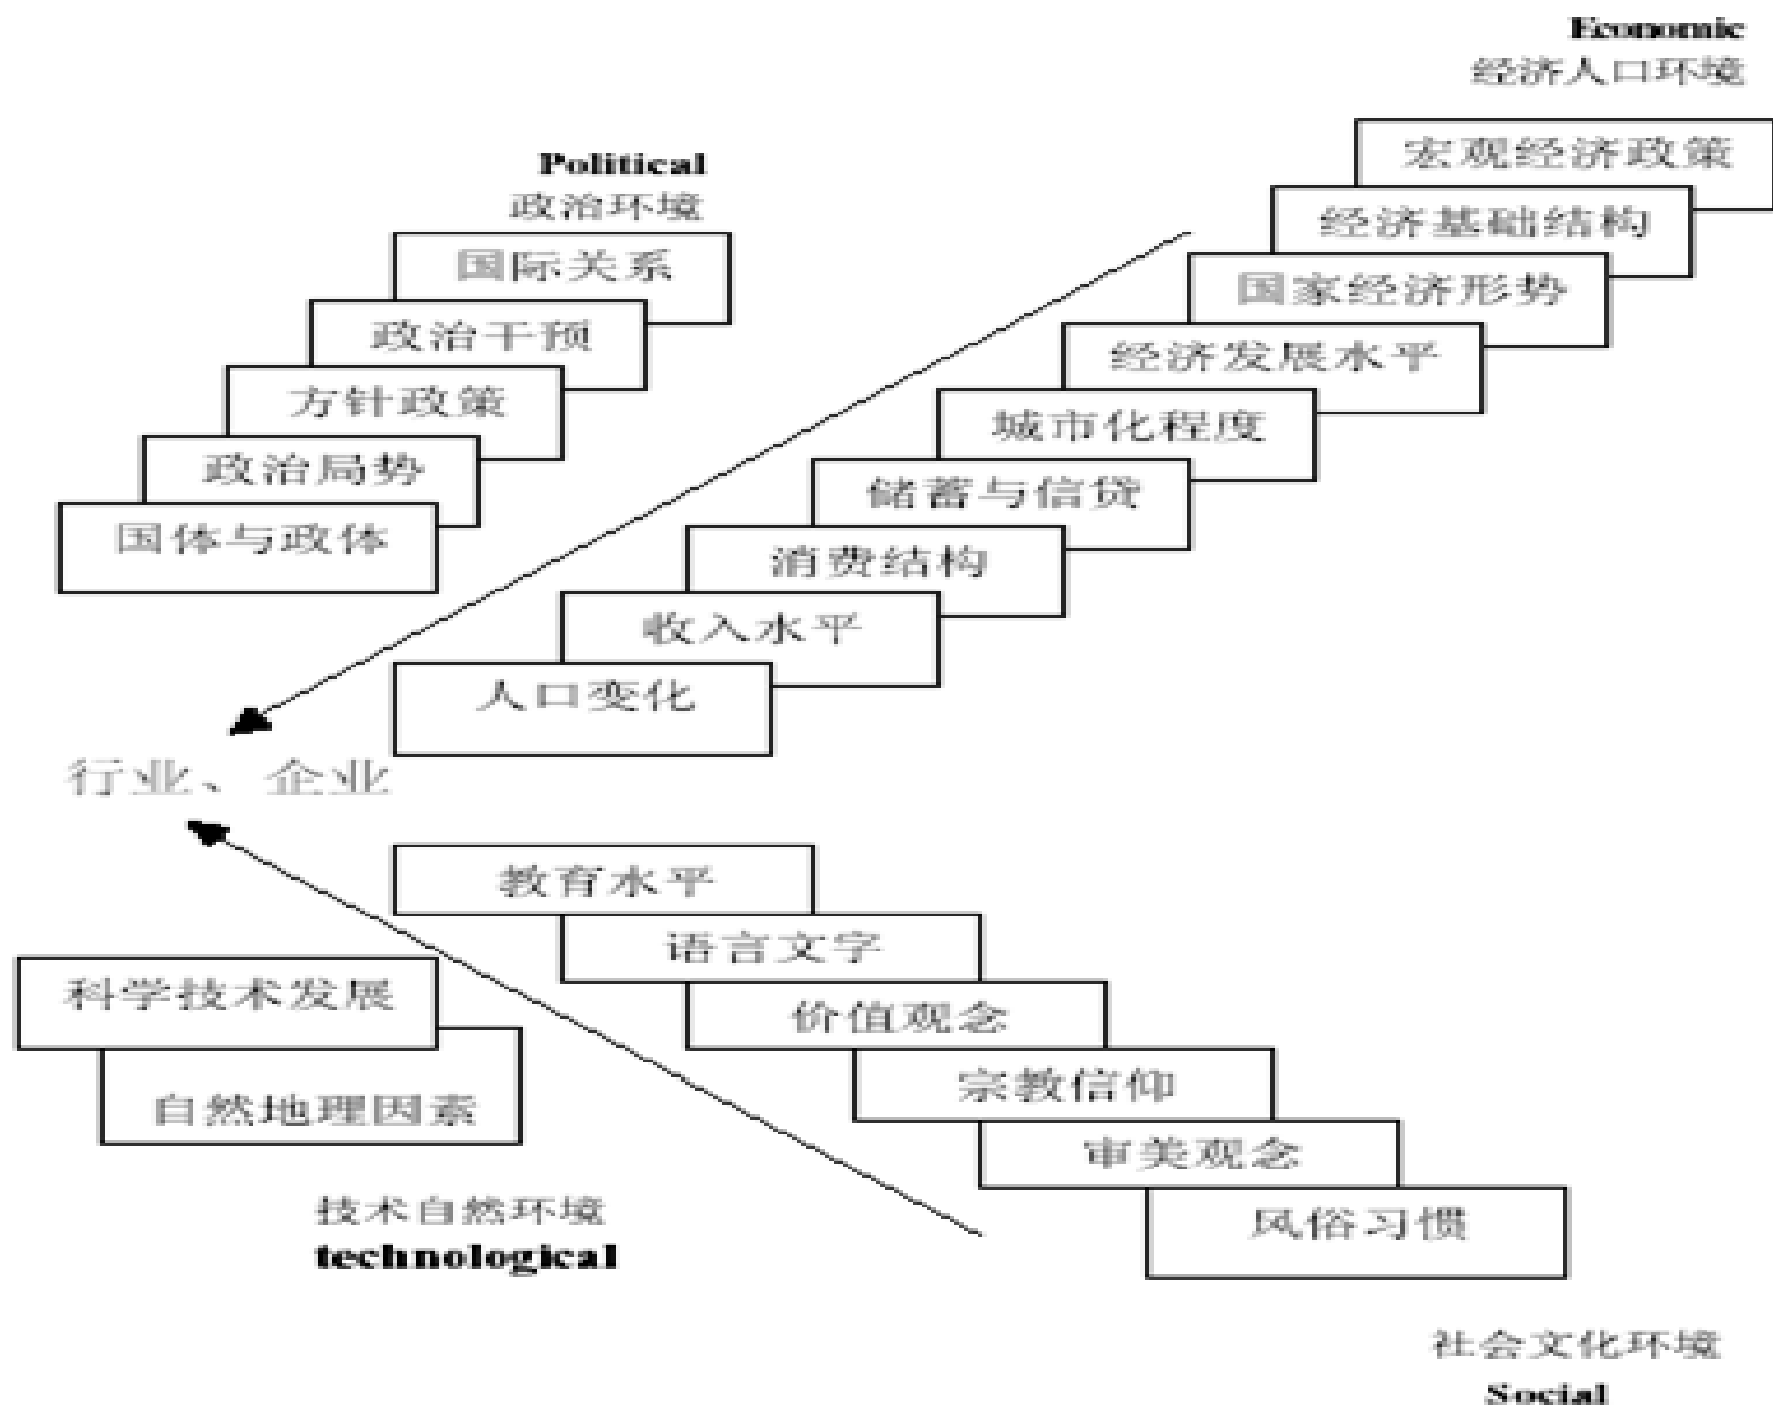 Economic
经济人口环境
宏观经济政策
经济基础结构
国家经济形势
经济发展水平
城市化程度
储蓄与信贷
消费结构
收入水平
人口变化
Political
政治环境
国际关系
政治干预
方针政策
政治局势
国体与政体
行业、企业
教育水平
语言文字
价值观念
宗教信仰
审美观念
风俗习惯
社会文化环境
Social
科学技术发展
自然地理因素
技术自然环境
technological